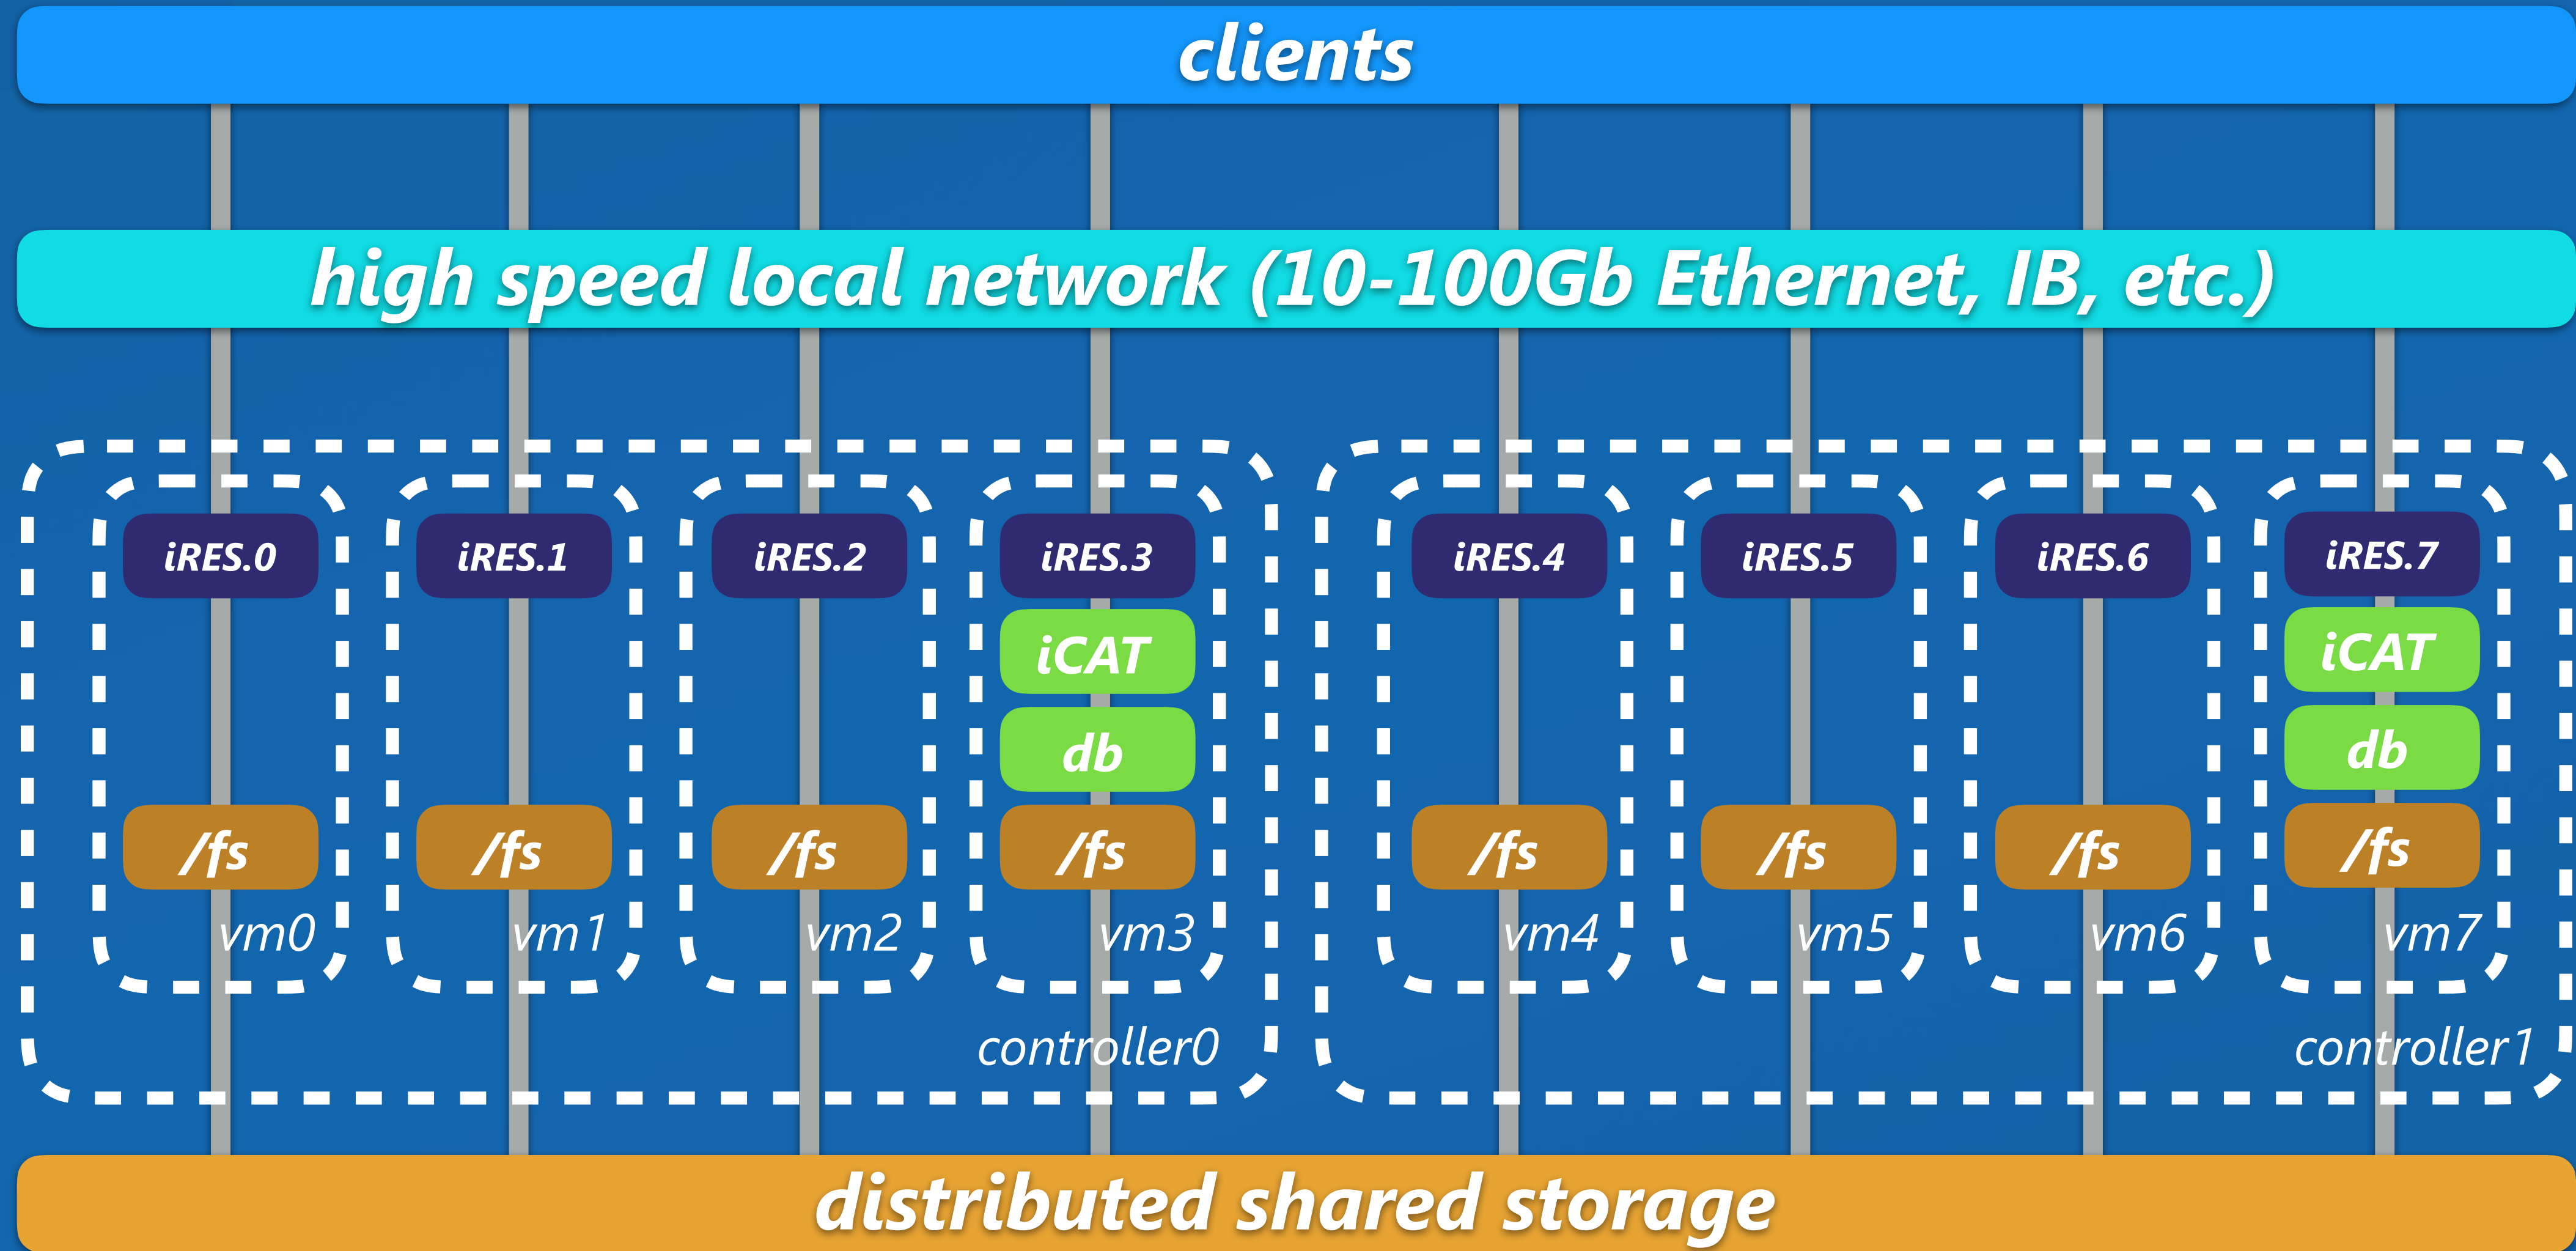 clients
high speed local network (10-100Gb Ethernet, IB, etc.)
iRES.0
iRES.1
iRES.2
iRES.3
iRES.4
iRES.5
iRES.6
iRES.7
iCAT
iCAT
db
db
/fs
/fs
/fs
/fs
/fs
/fs
/fs
/fs
vm0
vm1
vm2
vm3
vm4
vm5
vm6
vm7
controller0
controller1
distributed shared storage